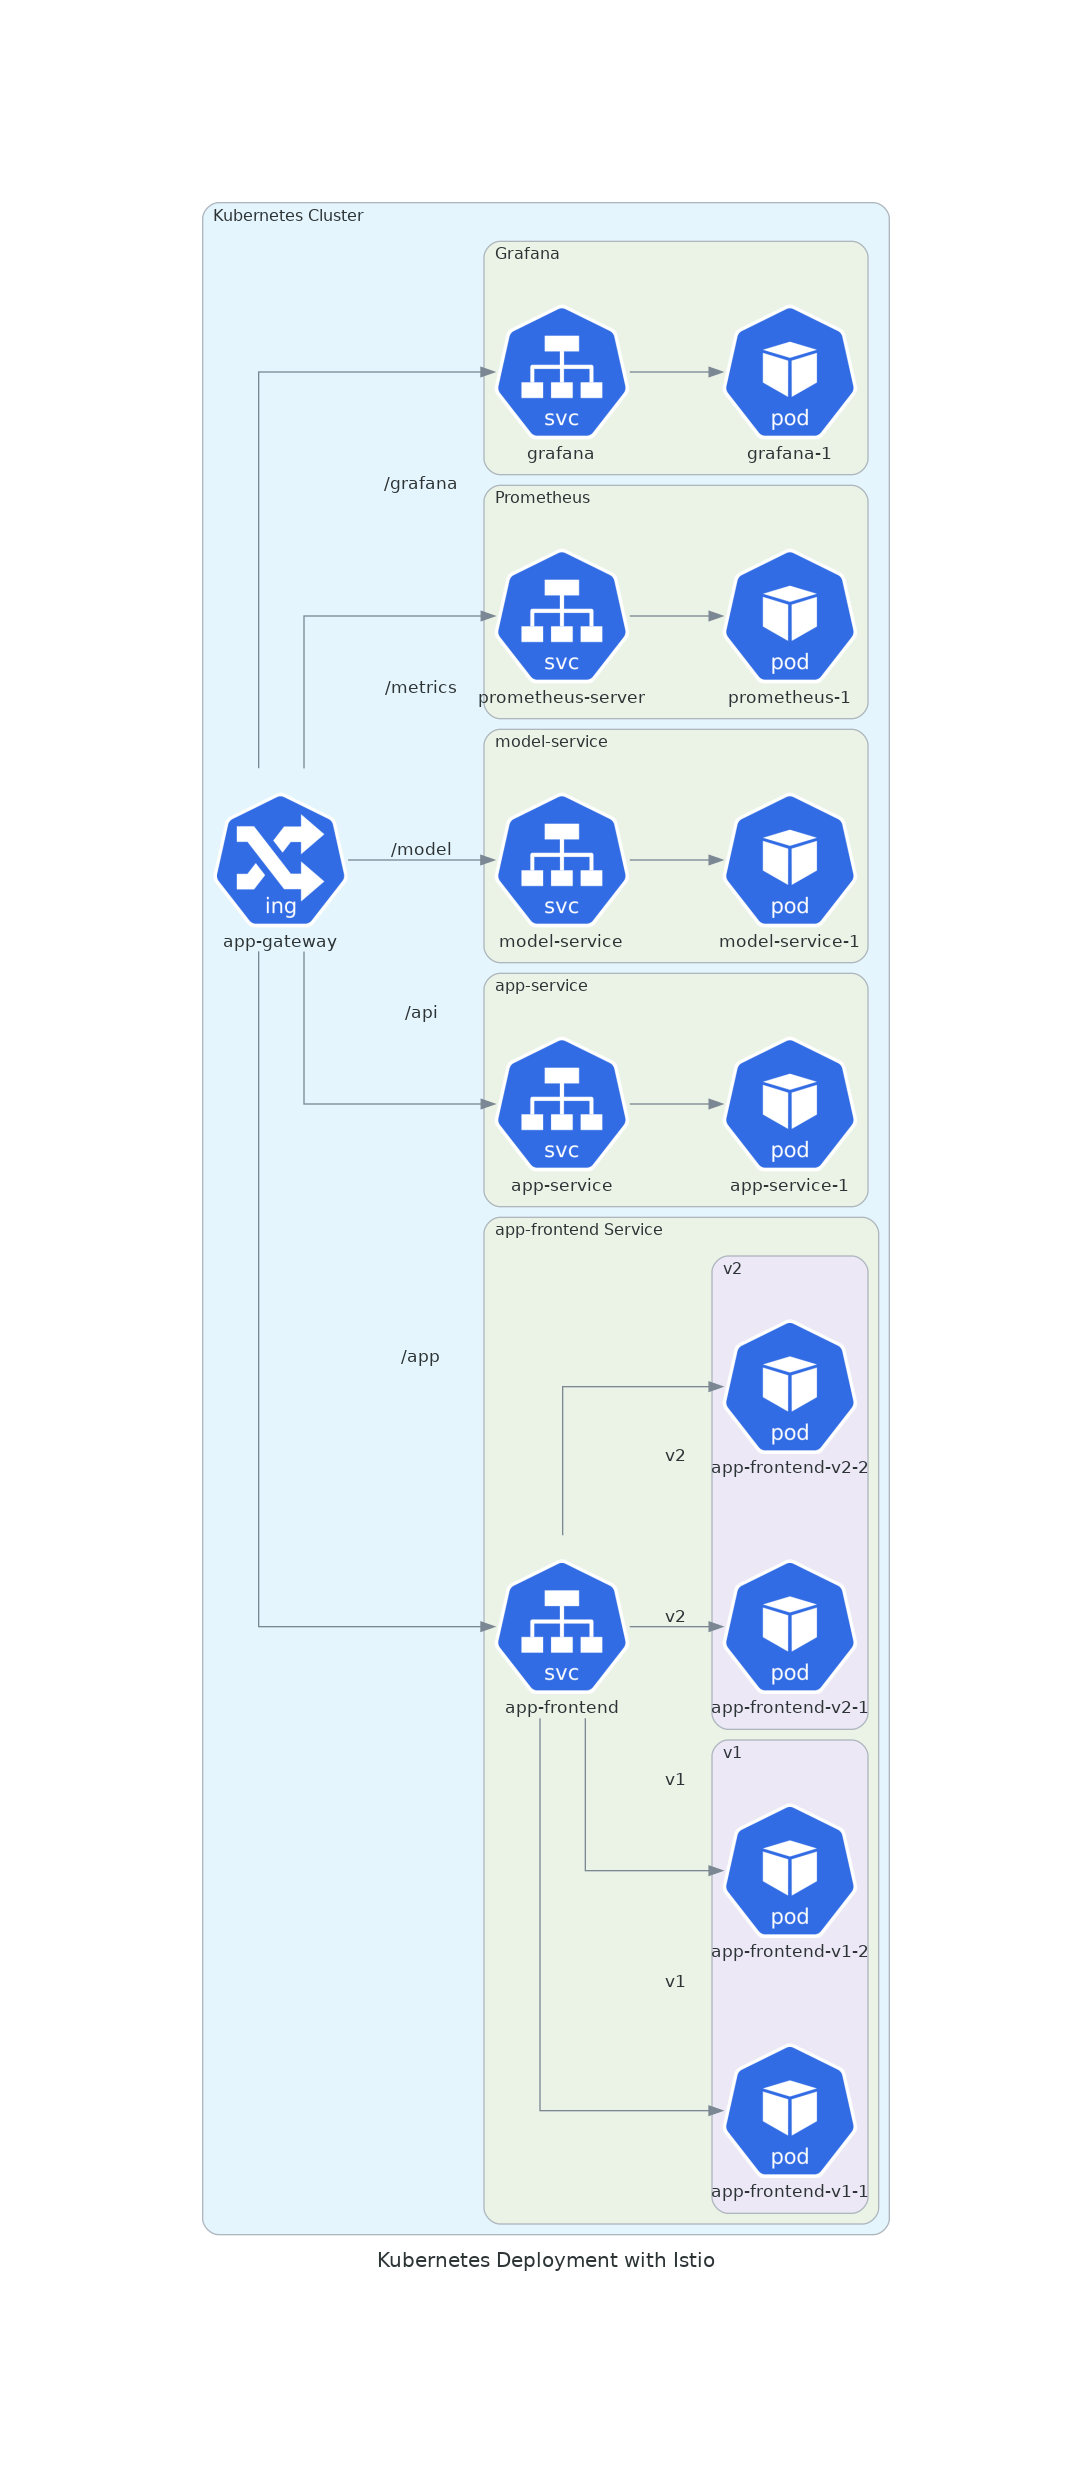 Kubernetes Cluster
Grafana
svc
pod
grafana
grafana-1
/grafana
Prometheus
svc
pod
/metrics
prometheus-server
prometheus-1
model-service
/model
ing
svc
pod
app-gateway
model-service
model-service-1
app-service
/api
svc
pod
app-service
app-service-1
app-frontend Service
v2
/app
pod
v2
app-frontend-v2-2
v2
svc
pod
app-frontend
app-frontend-v2-1
v1
v1
pod
app-frontend-v1-2
v1
pod
app-frontend-v1-1
Kubernetes Deployment with Istio